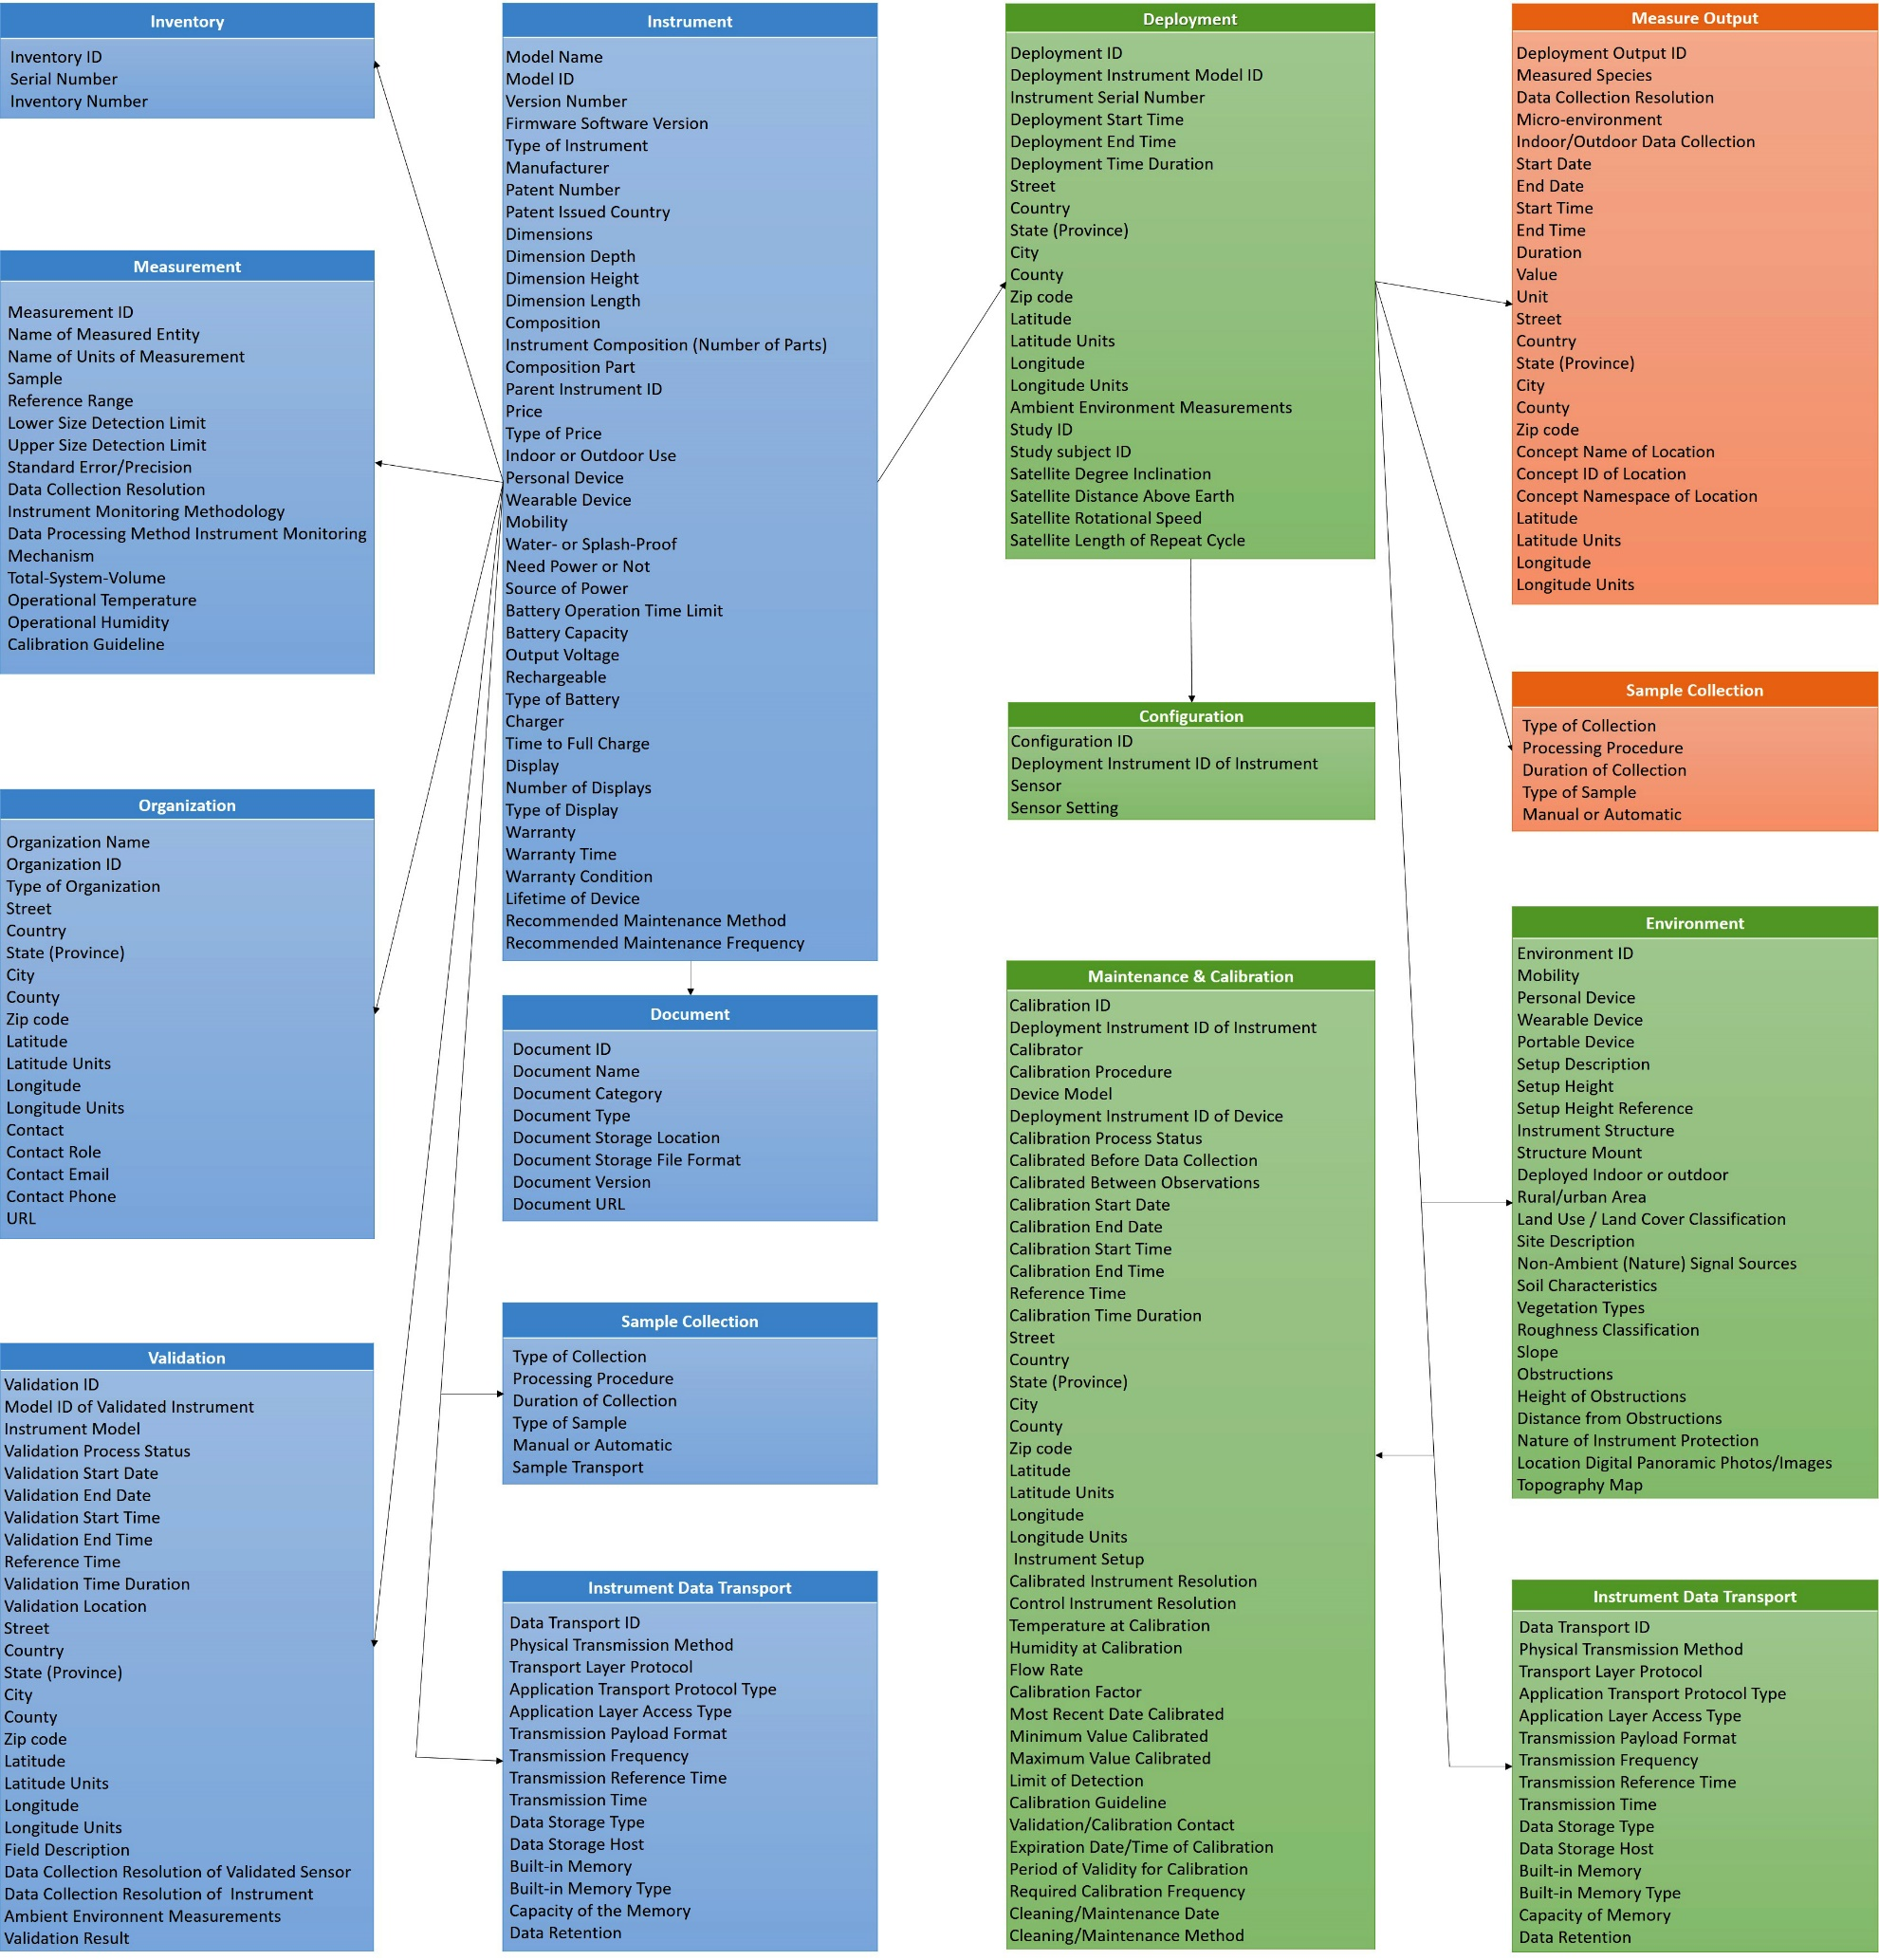 Inventory
Inventory ID
Serial Number
Inventory Number
Measurement
Measurement ID
Name of Measured Entity
Name of Units of Measurement
Sample
Reference Range
Lower Size Detection Limit
Upper Size Detection Limit
Standard Error/Precision
Data Collection Resolution
Instrument Monitoring Methodology
Data Processing Method Instrument Monitoring
Mechanism
Total-System-Volume
Operational Temperature
Operational Humidity
Calibration Guideline
Organization
Organization Name
Organization ID
Type of Organization
Street
Country
State (Province)
City
County
Zip code
Latitude
Latitude Units
Longitude
Longitude Units
Contact
Contact Role
Contact Email
Contact Phone
URL
Validation
Validation ID
Model ID of Validated Instrument
Instrument Model
Validation Process Status
Validation Start Date
Validation End Date
Validation Start Time
Validation End Time
Reference Time
Validation Time Duration
Validation Location
Street
Country
State (Province)
City
County
Zip code
Latitude
Latitude Units
Longitude
Longitude Units
Field Description
Data Collection Resolution of Validated Sensor
Data Collection Resolution of Instrument
Ambient Environnent Measurements
Validation Result
Instrument
Model Name
Model ID
Version Number
Firmware Software Version
Type of Instrument
Manufacturer
Patent Number
Patent Issued Country
Dimensions
Dimension Depth
Dimension Height
Dimension Length
Composition
Instrument Composition (Number of Parts)
Composition Part
Parent Instrument ID
Price
Type of Price
Indoor or Outdoor Use
Personal Device
Wearable Device
Mobility
Water- or Splash-Proof
Need Power or Not
Source of Power
Battery Operation Time Limit
Battery Capacity
Output Voltage
Rechargeable
Type of Battery
Charger
Time to Full Charge
Display
Number of Displays
Type of Display
Warranty
Warranty Time
Warranty Condition
Lifetime of Device
Recommended Maintenance Method
Recommended Maintenance Frequency
Document
Document ID
Document Name
Document Category
Document Type
Document Storage Location
Document Storage File Format
Document Version
Document URL
Sample Collection
Type of Collection
Processing Procedure
Duration of Collection
Type of Sample
Manual or Automatic
Sample Transport
Instrument Data Transport
Data Transport ID
Physical Transmission Method
Transport Layer Protocol
Application Transport Protocol Type
Application Layer Access Type
Transmission Payload Format
Transmission Frequency
Transmission Reference Time
Transmission Time
Data Storage Type
Data Storage Host
Built-in Memory
Built-in Memory Type
Capacity of the Memory
Data Retention
Deployment
Deployment ID
Deployment Instrument Model ID
Instrument Serial Number
Deployment Start Time
Deployment End Time
Deployment Time Duration
Street
Country
State (Province)
City
County
Zip code
Latitude
Latitude Units
Longitude
Longitude Units
Ambient Environment Measurements
Study ID
Study subject ID
Satellite Degree Inclination
Satellite Distance Above Earth
Satellite Rotational Speed
Satellite Length of Repeat Cycle
Configuration
Configuration ID
Deployment Instrument ID of Instrument
Sensor
Sensor Setting
Maintenance & Calibration
Calibration ID
Deployment Instrument ID of Instrument
Calibrator
Calibration Procedure
Device Model
Deployment Instrument ID of Device
Calibration Process Status
Calibrated Before Data Collection
Calibrated Between Observations
Calibration Start Date
Calibration End Date
Calibration Start Time
Calibration End Time
Reference Time
Calibration Time Duration
Street
Country
State (Province)
City
County
Zip code
Latitude
Latitude Units
Longitude
Longitude Units
Instrument Setup
Calibrated Instrument Resolution
Control Instrument Resolution
Temperature at Calibration
Humidity at Calibration
Flow Rate
Calibration Factor
Most Recent Date Calibrated
Minimum Value Calibrated
Maximum Value Calibrated
Limit of Detection
Calibration Guideline
Validation/Calibration Contact
Expiration Date/Time of Calibration
Period of Validity for Calibration
Required Calibration Frequency
Cleaning/Maintenance Date
Cleaning/Maintenance Method
Measure Output
Deployment Output ID
Measured Species
Data Collection Resolution
Micro-environment
Indoor/Outdoor Data Collection
Start Date
End Date
Start Time
End Time
Duration
Value
Unit
Street
Country
State (Province)
City
County
Zip code
Concept Name of Location
Concept ID of Location
Concept Namespace of Location
Latitude
Latitude Units
Longitude
Longitude Units
Sample Collection
Type of Collection
Processing Procedure
Duration of Collection
Type of Sample
Manual or Automatic
Environment
Environment ID
Mobility
Personal Device
Wearable Device
Portable Device
Setup Description
Setup Height
Setup Height Reference
Instrument Structure
Structure Mount
Deployed Indoor or outdoor
Rural/urban Area
Land Use / Land Cover Classification
Site Description
Non-Ambient (Nature) Signal Sources
Soil Characteristics
Vegetation Types
Roughness Classification
Slope
Obstructions
Height of Obstructions
Distance from Obstructions
Nature of Instrument Protection
Location Digital Panoramic Photos/Images
Topography Map
Instrument Data Transport
Data Transport ID
Physical Transmission Method
Transport Layer Protocol
Application Transport Protocol Type
Application Layer Access Type
Transmission Payload Format
Transmission Frequency
Transmission Reference Time
Transmission Time
Data Storage Type
Data Storage Host
Built-in Memory
Built-in Memory Type
Capacity of Memory
Data Retention